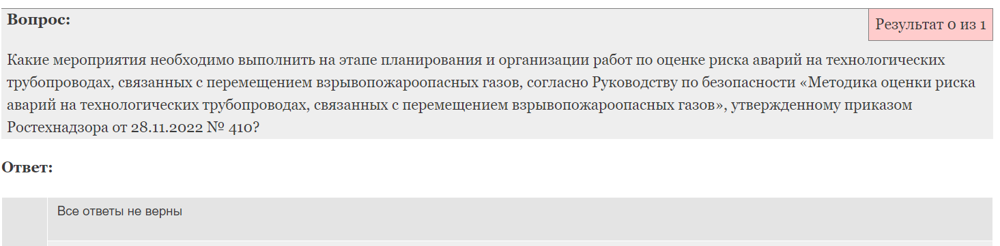 Вопрос:
Результат 0 из 1
Какие мероприятия необходимо выполнить на этапе планирования и организации работ по оценке риска аварий на технологических
трубопроводах, связанных с перемещением взрывопожароопасных газов, согласно Руководству по безопасности «Методика оценки риска
аварий на технологических трубопроводах, связанных с перемещением взрывопожароопасных газов», утвержденному приказом
Ростехнадзора от 28.11.2022 № 410?
Ответ:
Все ответы не верны